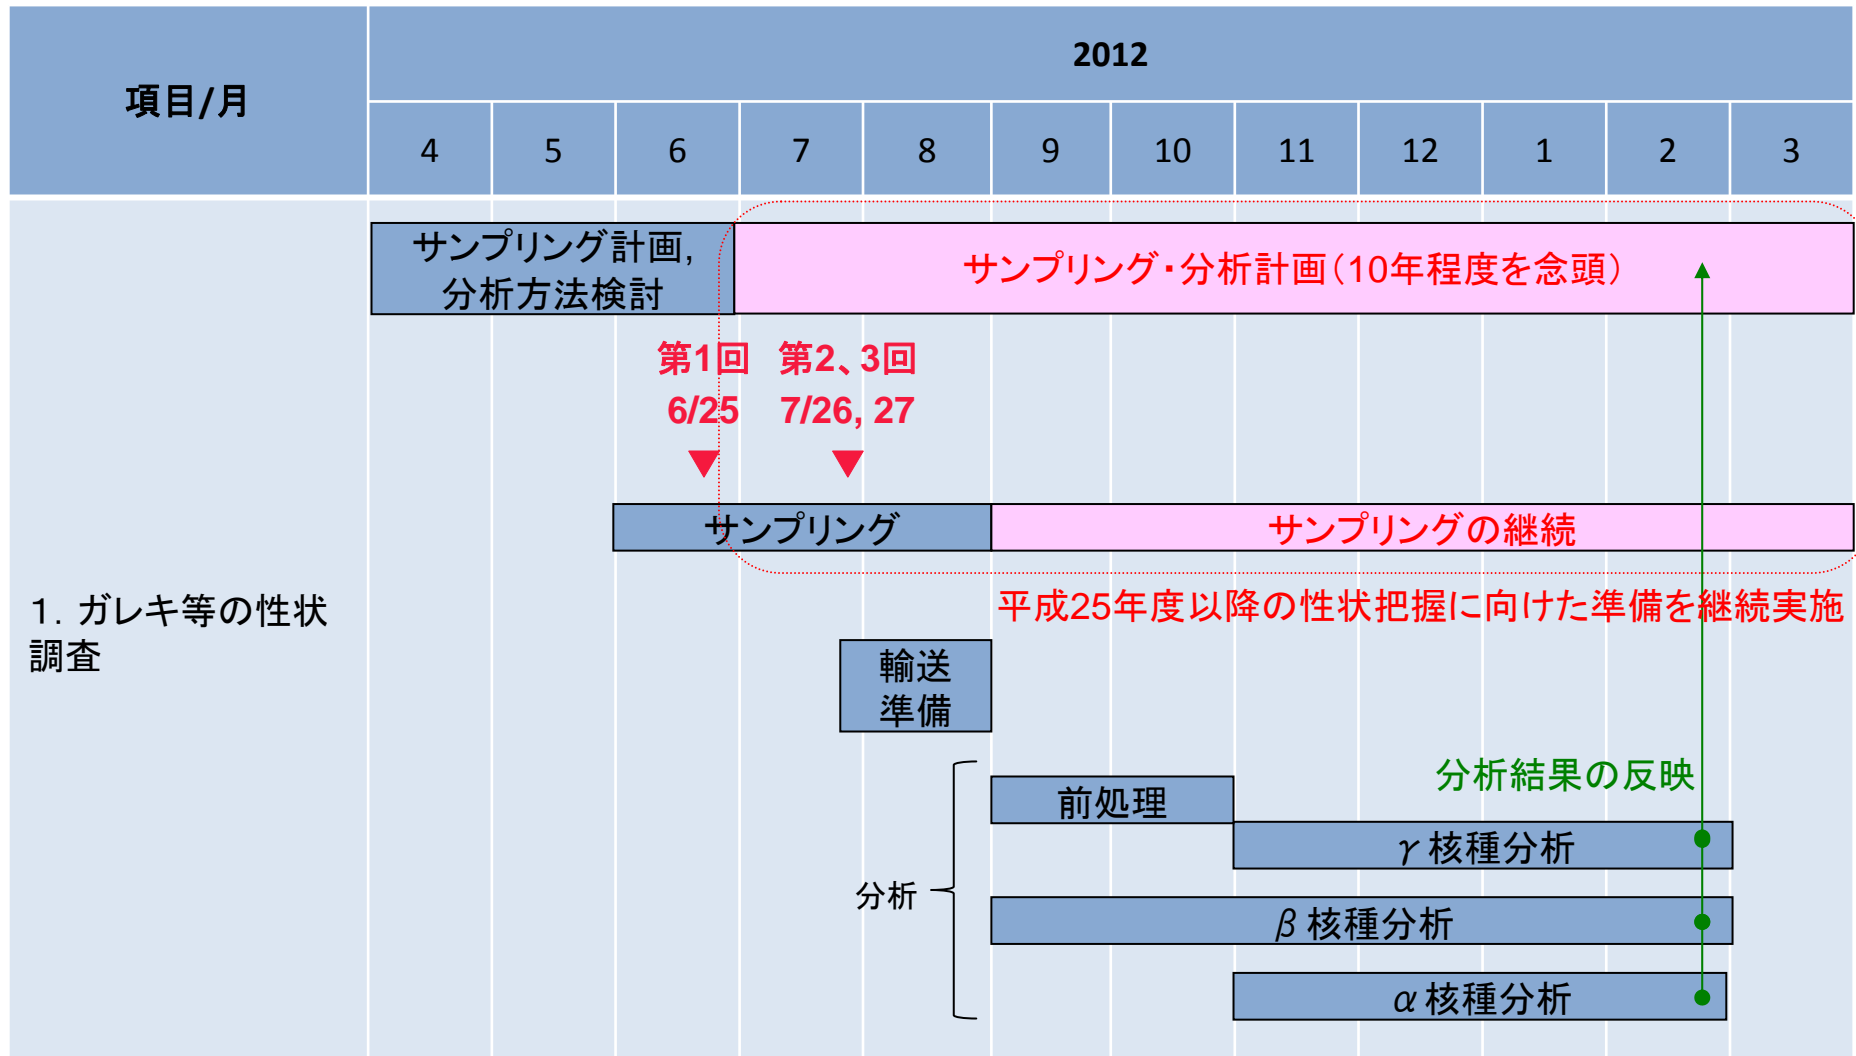 項目/月
2012
4 5 6 7 8 9 10 11 12 1 2 3
サンプリング計画,
分析方法検討
サンプリング・分析計画（10年程度を念頭）
第1回 第2、3回
6/25 7/26, 27
サンプリング
サンプリングの継続
平成25年度以降の性状把握に向けた準備を継続実施
1. ガレキ等の性状
調査
輸送
準備
分析結果の反映
前処理
γ核種分析
分析
β核種分析
α核種分析